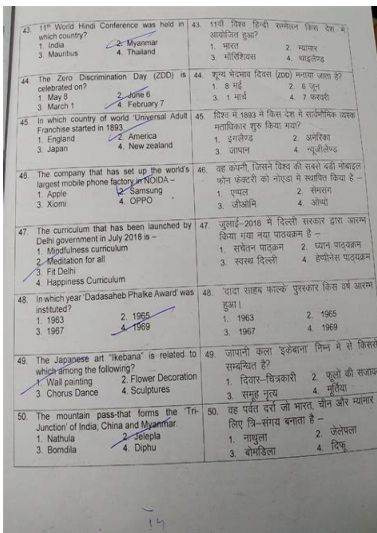 43. 11th World Hindi Conference was held in which country?
1. India 2. Myanmar
3. Mauritius 4. Thailand
44. The Zero Discrimination Day (ZDD) is celebrated on?
1. May 8 2. June 6
3. March 1 4. February 7
45. In which country of world 'Universal Adult Franchise started in 1893
1. England 2. America
3. Japan 4. New zealand
46. The company that has set up the world's largest mobile phone factory in NOIDA –
1. Apple 2. Samsung
3. Xiomi 4. OPPO
47. The curriculum that has been launched by Delhi government in July 2018 is –
1. Mindfulness curriculum
2. Meditation for all
3. Fit Delhi
4. Happiness Curriculum
48. In which year 'Dadasaheb Phalke Award' was instituted?
1. 1963 2. 1965
3. 1967 4. 1969
49. The Japanese art "Ikebana" is related to which among the following?
1. Wall painting 2. Flower Decoration
3. Chorus Dance 4. Sculptures
50. The mountain pass-that forms the 'Tri-Junction' of India, China and Myanmar.
1. Nathula 2. Jelepla
3. Bomdila 4. Diphu
43. 11वॉ विश्व हिन्दी सम्मेलन किस देश में आयोजित हुआ?
1. भारत 2. म्यांमार
3. मोरिशियस 4. थाइलैण्ड
44. शून्य भेदभाव दिवस (ZDD) मनाया जाता है?
1. 8 मई 2. 6 जून
3. 1 मार्च 4. 7 फरवरी
45. विश्व में 1893 में किस देश में सार्वभौमिक व्यस्क मताधिकार शुरु किया गया?
1. इंगलैण्ड 2. अमेरिका
3. जापान 4. न्यूजीलैण्ड
46. वह कंपनी, जिसने विश्व की सबसे बडी मोबाइल फोन फेक्टरी को नोएडा में स्थापित किया है –
1. एप्पल 2. सेमसंग
3. जीओमि 4. ओप्पो
47. जुलाई-2018 में दिल्ली सरकार द्वारा आरम्भ किया गया नया पाठयक्रम है –
1. सचेतन पाठ्क्रम 2. ध्यान पाठ्यक्रम
3. स्वस्थ दिल्ली 4. हेप्पीनेस पाठ्यक्रम
48. 'दादा साहब फाल्के' पुरस्कार किस वर्ष आरम्भ हुआ।
1. 1963 2. 1965
3. 1967 4. 1969
49. जापानी कला 'इकेबाना' निम्न में से किससे सम्बन्धित है?
1. दिवार-चित्रकारी 2. फूलों की
3. समूह नृत्य 4. मूर्तिया
50. वह पर्वत दर्रा जो भारत, चीन और म्यांमार लिए त्रि-संगय बनाता है –
1. नाथुला 2. जेलेपला
3. बोमडिला 4. दिफू